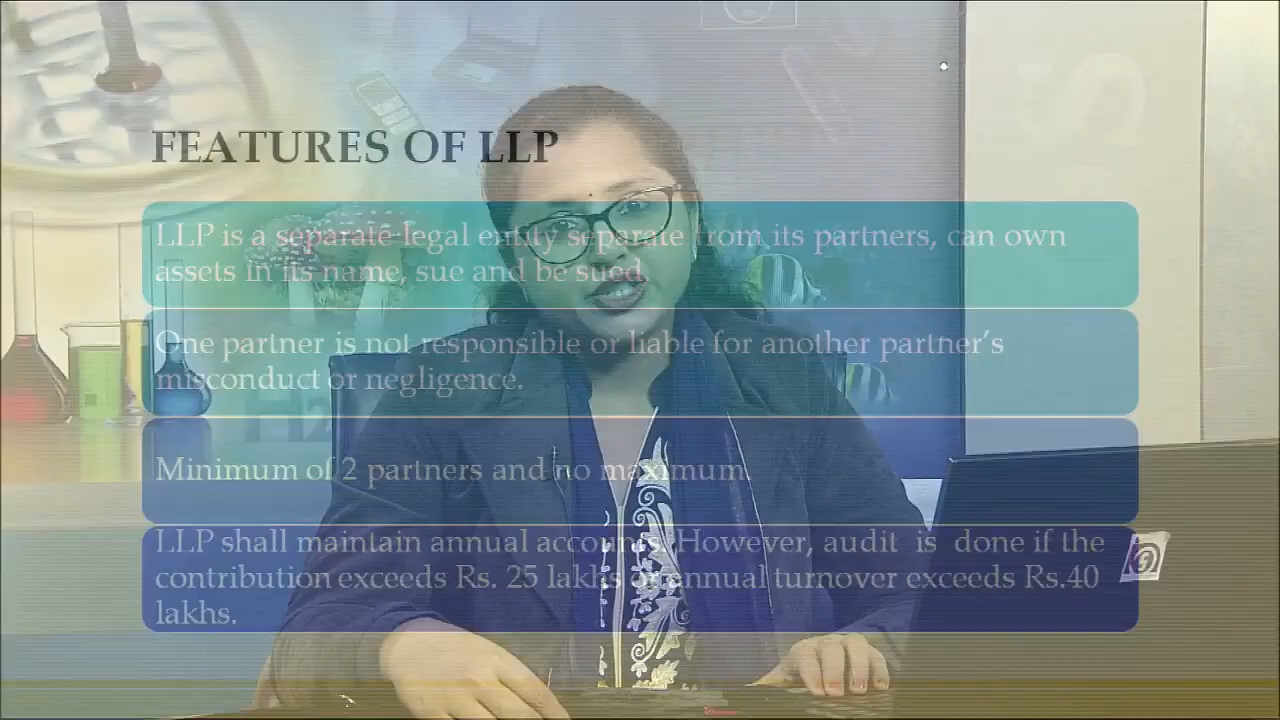 FEATURES OF LLP
LLP is a separate legal entity separate from its partners, can own
assets in its name, sue and be sued.
One partner is not responsible or liable for another partner’s
misconduct or negligence.
Minimum of 2 partners and no maximum.
LLP shall maintain annual accounts. However, audit is done if the
contribution exceeds Rs. 25 lakhs or annual turnover exceeds Rs.40
lakhs.